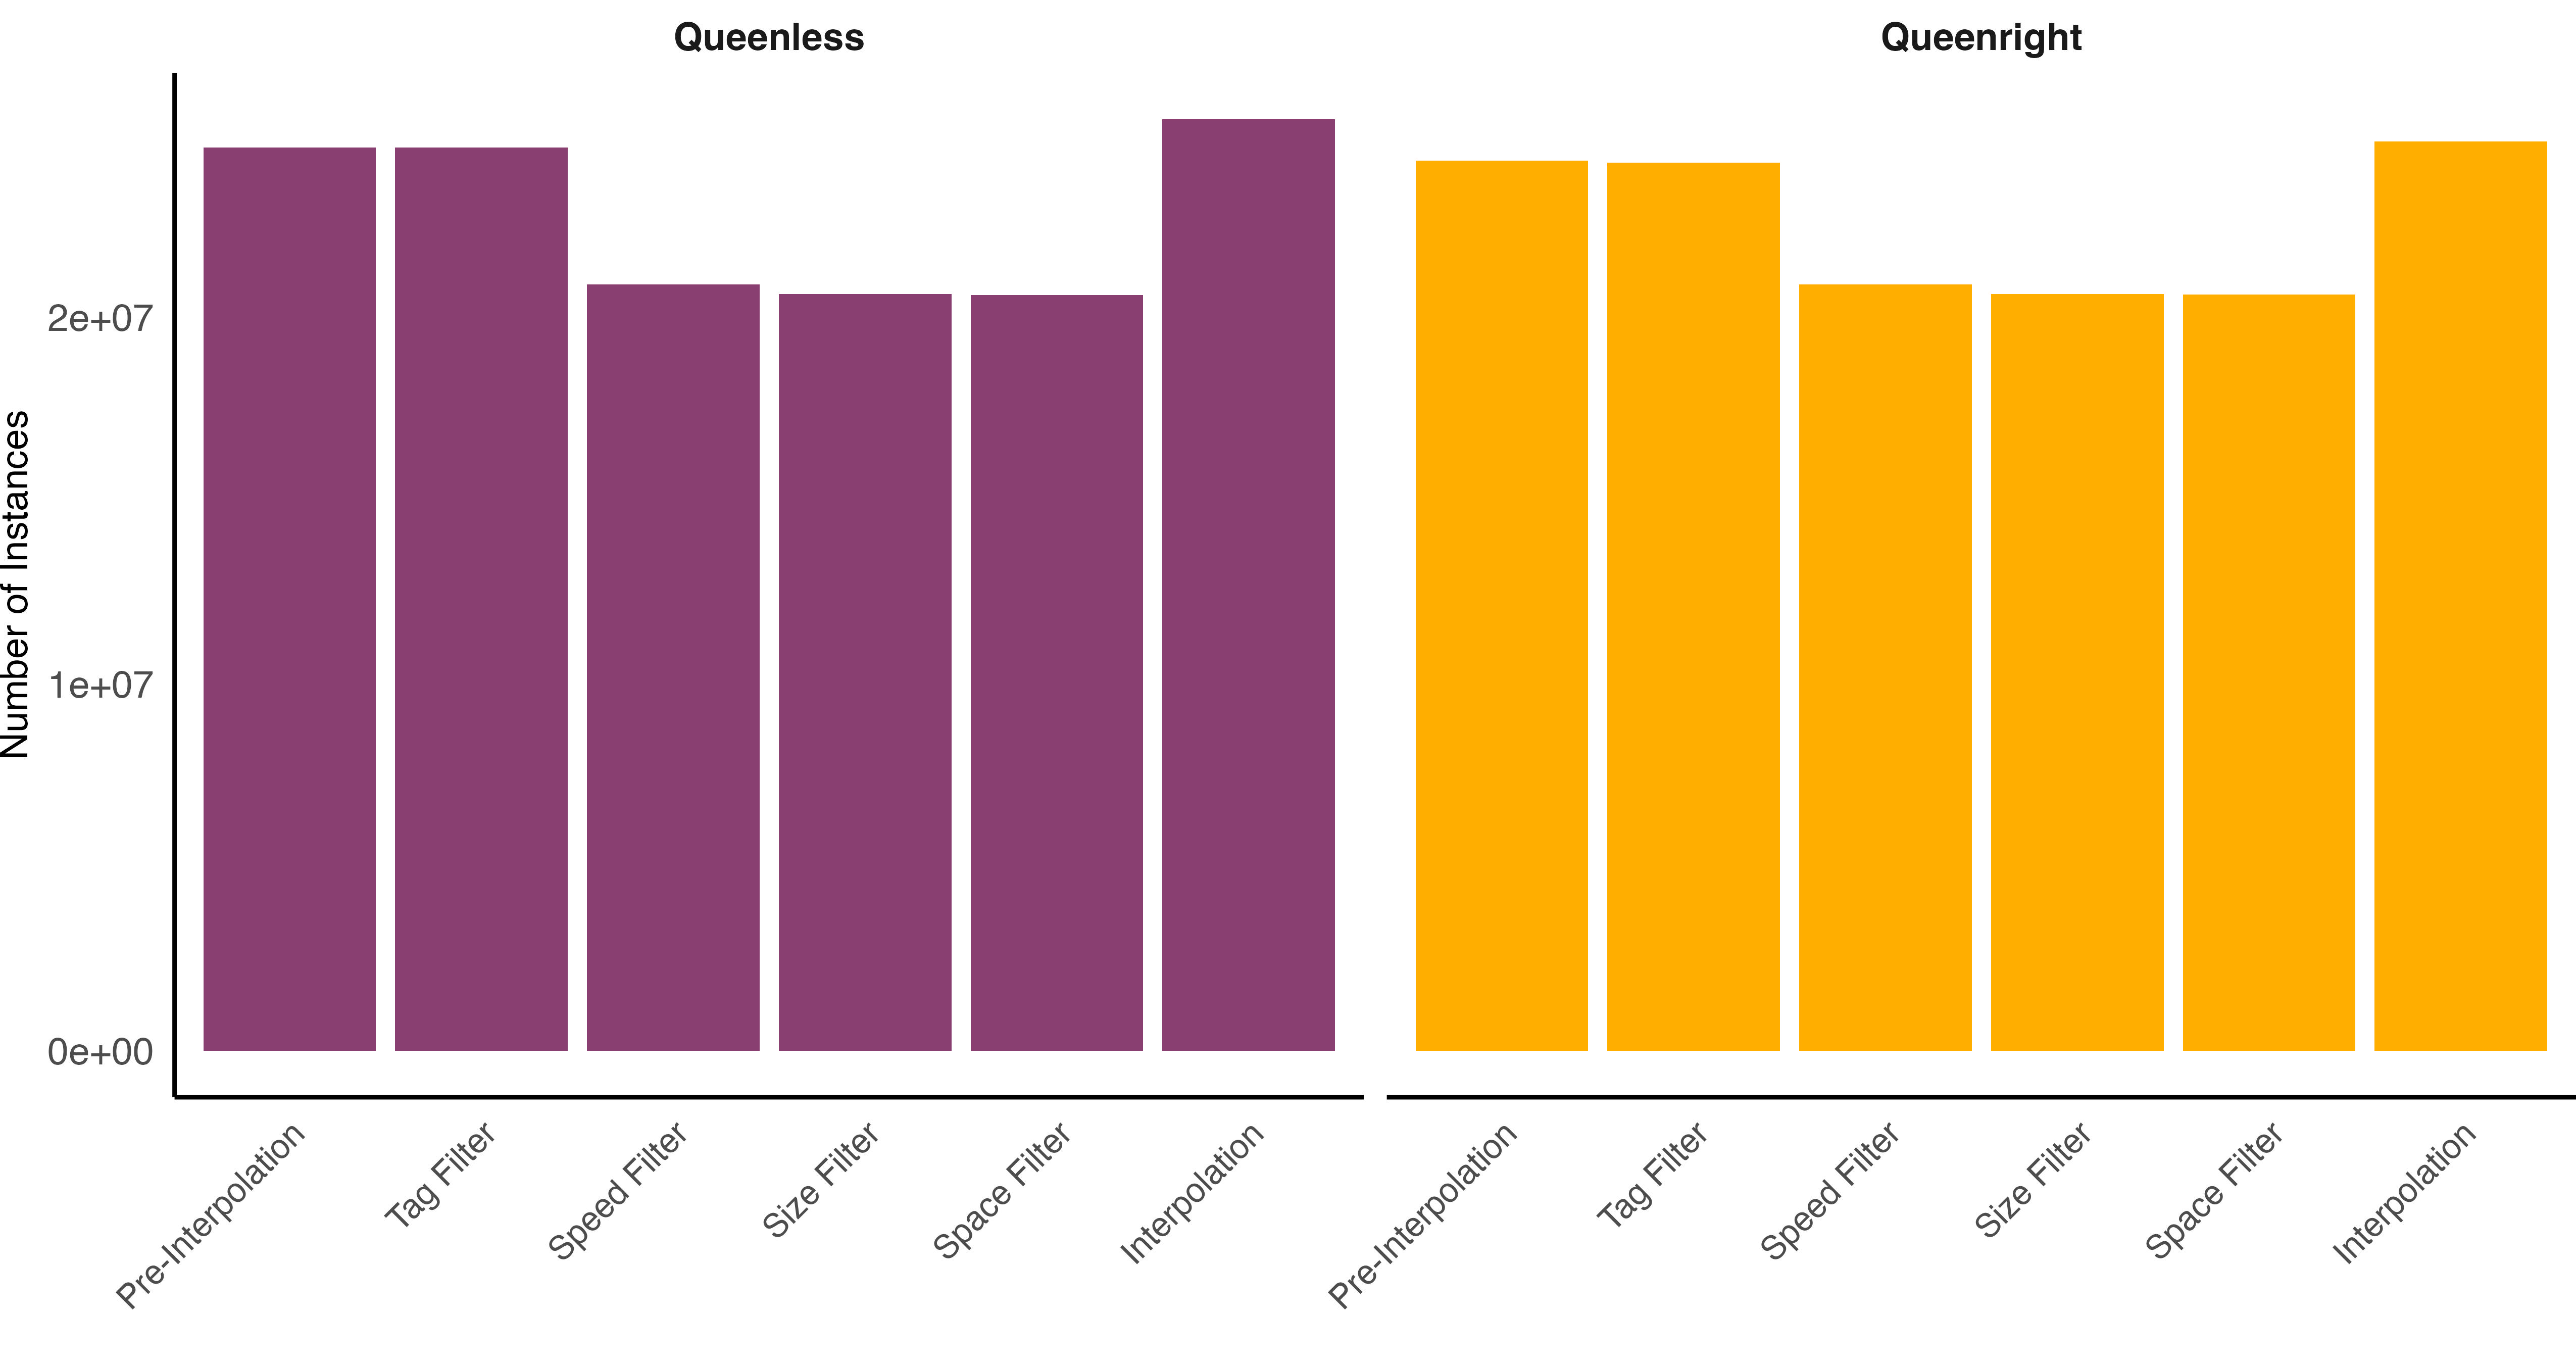 Queenless
Queenright
Number of Instances
2e+07
1e+07
0e+00
Pre-Interpolation
Tag Filter
Speed Filter
Size Filter
Space Filter
Interpolation
Pre-Interpolation
Tag Filter
Speed Filter
Size Filter
Space Filter
Interpolation